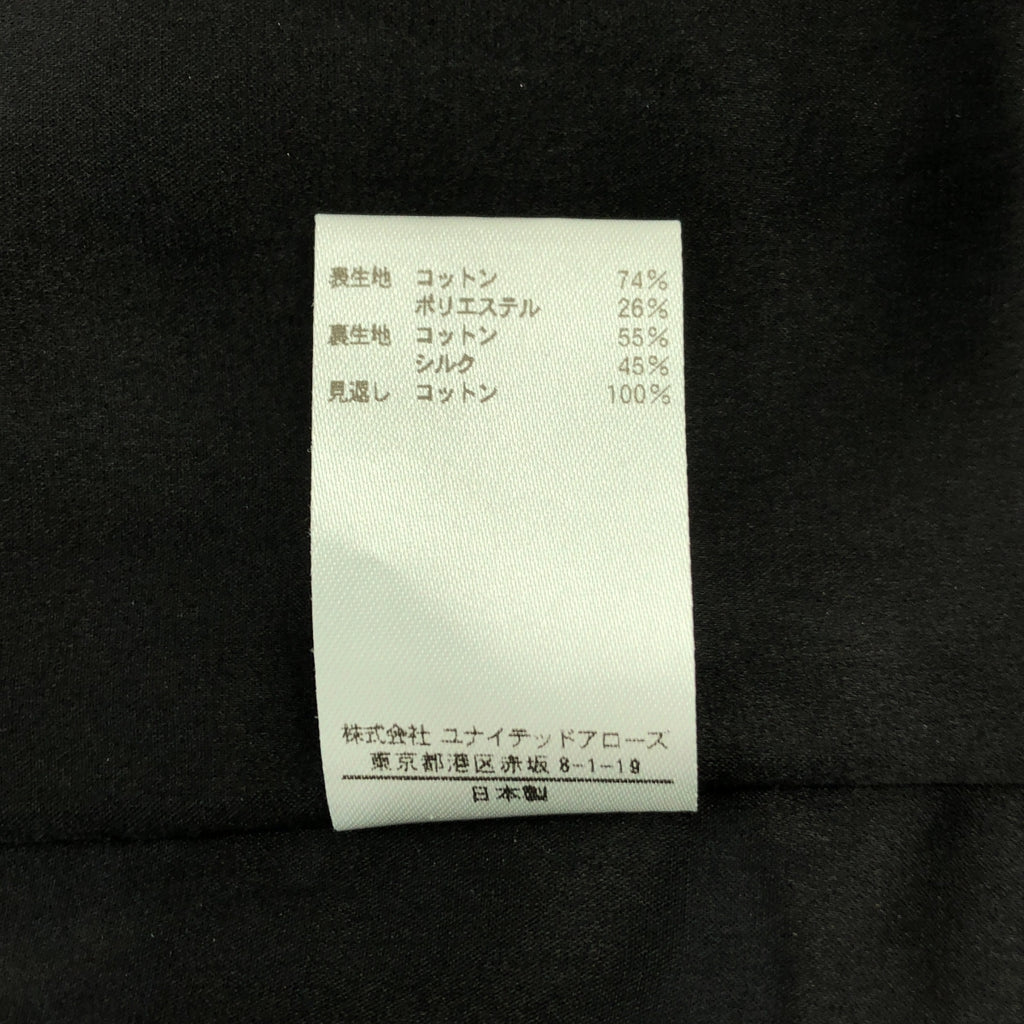 表生地 コットン 74%
ポリエステル 26%
裏生地 コットン 55%
シルク 45%
見返し コットン 100%
株式会社 ユナイテッドアローズ
東京都港区赤坂 8-1-19
日本製